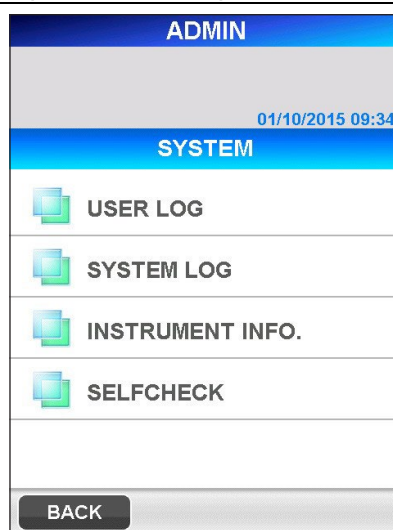 ADMIN
01/10/2015 09:34
SYSTEM
USER LOG
SYSTEM LOG
INSTRUMENT INFO.
SELFCHECK
BACK